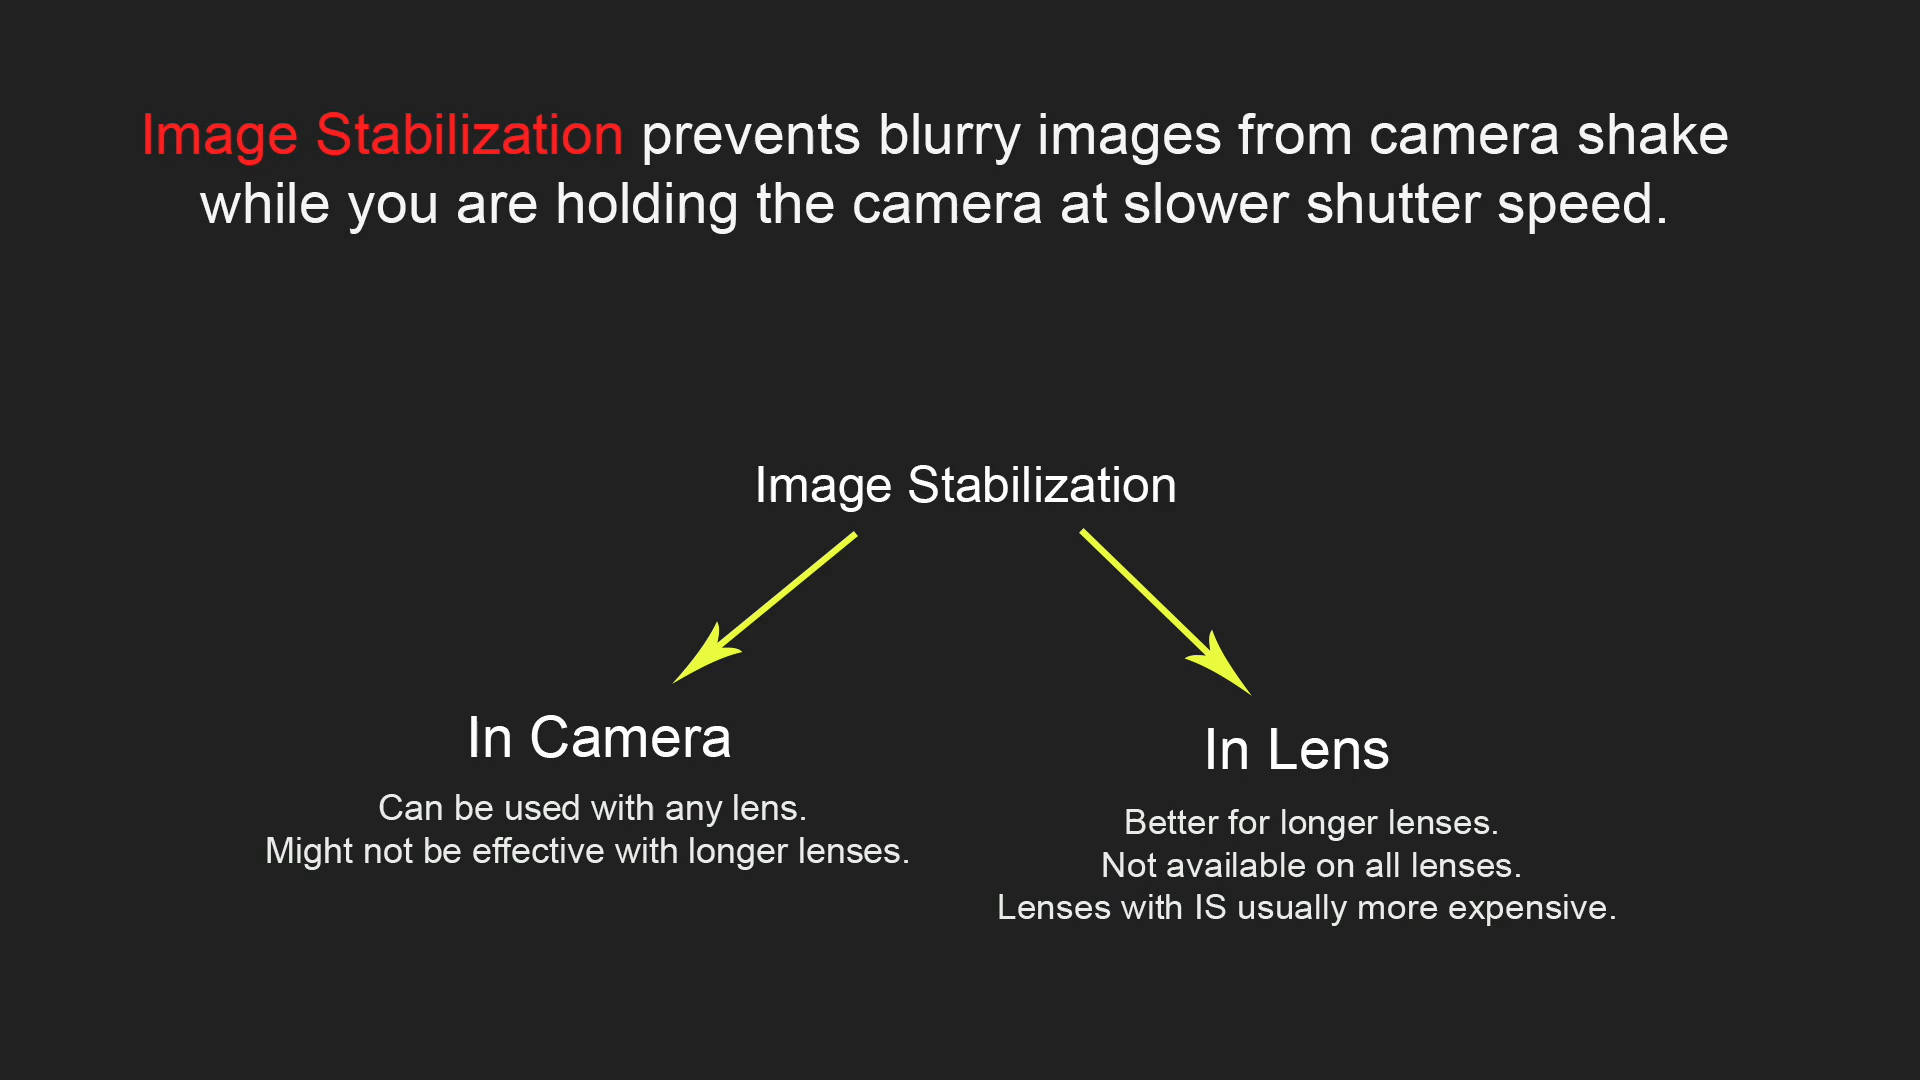 Image Stabilization prevents blurry images from camera shake
while you are holding the camera at slower shutter speed.
Image Stabilization
In Camera
Can be used with any lens.
Might not be effective with longer lenses.
In Lens
Better for longer lenses.
Not available on all lenses.
Lenses with IS usually more expensive.